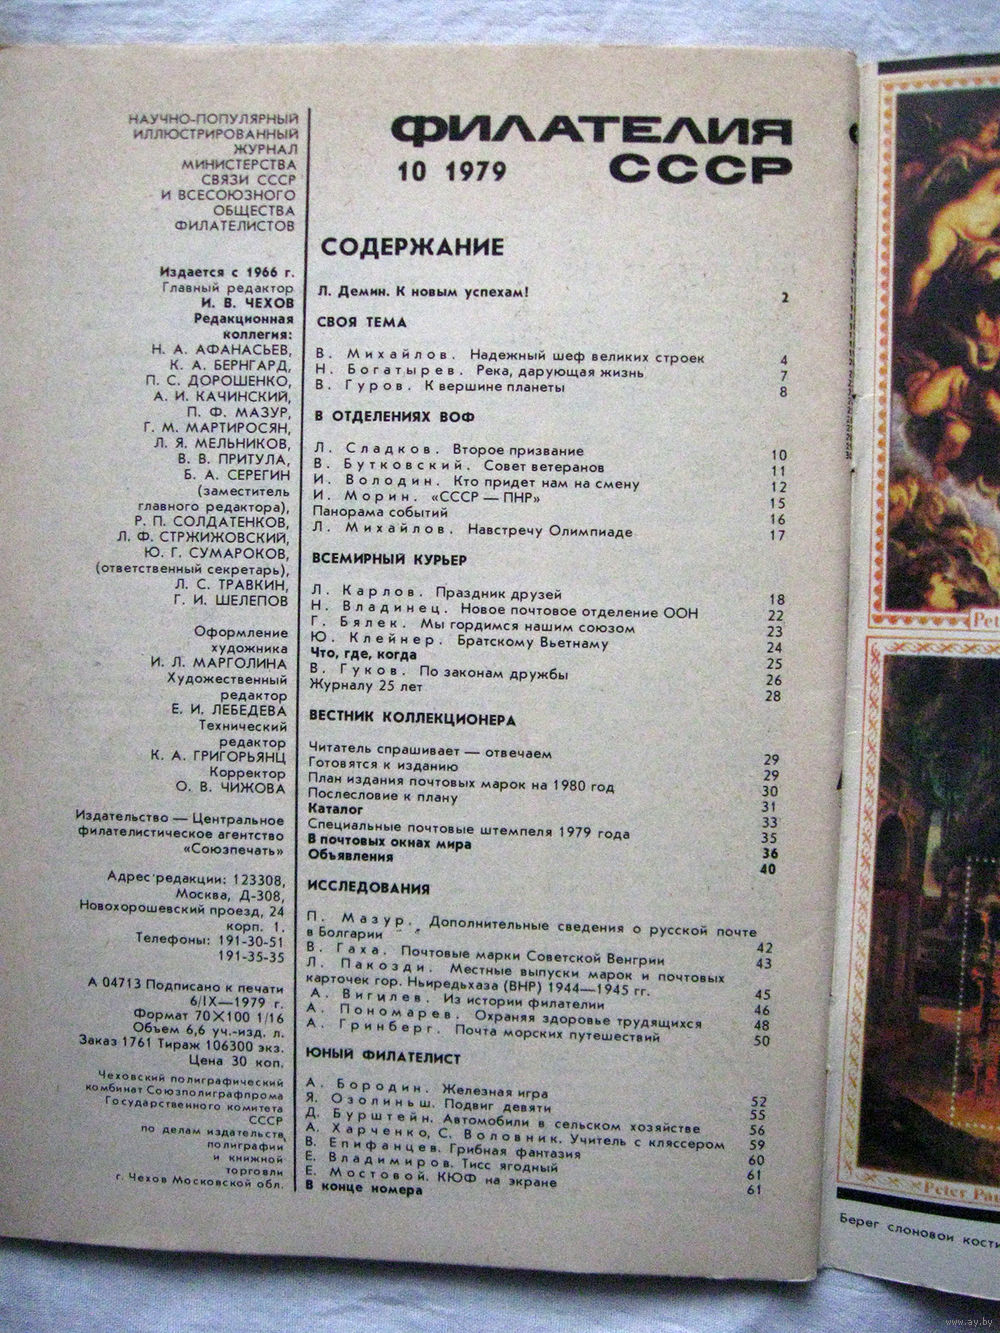 НАУЧНО-ПОПУЛЯРНЫЙ
ИЛЛЮСТРИРОВАННЫЙ
ЖУРНАЛ
МИНИСТЕРСТВА
СВЯЗИ СССР
И ВСЕСОЮЗНОГО
ОБЩЕСТВА
ФИЛАТЕЛИСТОВ
Издается с 1966 г.
Главный редактор
И. В. ЧЕХОВ
Редакционная
коллегия:
Н. А. АФАНАСЬЕВ,
К. А. БЕРНГАРД,
П. С. ДОРОШЕНКО,
А. И. КАЧИНСКИЙ,
П. Ф. МАЗУР,
Г. М. МАРТИРОСЯН,
Л. Я. МЕЛЬНИКОВ,
В. В. ПРИТУЛА,
Б. А. СЕРЕГИН
(заместитель
главного редактора),
Р. П. СОЛДАТЕНКОВ,
Л. Ф. СТРЖИЖОВСКИЙ,
Ю. Г. СУМАРОКОВ,
(ответственный секретарь),
Л. С. ТРАВКИН,
Г. И. ШЕЛЕПОВ
Оформление
художника
И. Л. МАРГОЛИНА
Художественный
редактор
Е. И. ЛЕБЕДЕВА
Технический
редактор
К. А. ГРИГОРЬЯНЦ
Корректор
О. В. ЧИЖОВА
Издательство — Центральное
филателистическое агентство
«Союзпечать»
Адрес редакции: 123308,
Москва, Д-308,
Новохорошевский проезд, 24
корп. 1.
Телефоны: 191-30-51
191-35-35
А 04713 Подписано к печати
6/IX—1979 г.
Формат 70×100 1/16
Объем 6,6 уч.-изд. л.
Заказ 1761 Тираж 106300 экз.
Цена 30 коп.
Чеховский полиграфический
комбинат Союзполиграфпрома
Государственного комитета
СССР
по делам издательств,
полиграфии
и книжной
торговли
г. Чехов Московской обл.
ФИЛАТЕЛИЯ
10 1979 СССР
СОДЕРЖАНИЕ
Л. Демин. К новым успехам! 2
СВОЯ ТЕМА
В. Михайлов. Надежный шеф великих строек 4
Н. Богатырев. Река, дарующая жизнь 7
В. Гуров. К вершине планеты 8
В ОТДЕЛЕНИЯХ ВОФ
Л. Сладков. Второе призвание 10
В. Бутковский. Совет ветеранов 11
И. Володин. Кто придет нам на смену 12
И. Морин. «СССР — ПНР» 15
Панорама событий 16
Л. Михайлов. Навстречу Олимпиаде 17
ВСЕМИРНЫЙ КУРЬЕР
Л. Карлов. Праздник друзей 18
Н. Владинец. Новое почтовое отделение ООН 22
Г. Бялек. Мы гордимся нашим союзом 23
Ю. Клейнер. Братскому Вьетнаму 24
Что, где, когда 25
В. Гуков. По законам дружбы 26
Журналу 25 лет 28
ВЕСТНИК КОЛЛЕКЦИОНЕРА
Читатель спрашивает — отвечаем 29
Готовятся к изданию 29
План издания почтовых марок на 1980 год 30
Послесловие к плану 31
Каталог 33
Специальные почтовые штемпеля 1979 года 35
В почтовых окнах мира 36
Объявления 40
ИССЛЕДОВАНИЯ
П. Мазур. Дополнительные сведения о русской почте
в Болгарии 42
В. Гаха. Почтовые марки Советской Венгрии 43
Л. Пакозди. Местные выпуски марок и почтовых
карточек гор. Ньиредьхаза (ВНР) 1944—1945 гг. 45
А. Вигилев. Из истории филателии 46
А. Пономарев. Охраняя здоровье трудящихся 48
А. Гринберг. Почта морских путешествий 50
ЮНЫЙ ФИЛАТЕЛИСТ
А. Бородин. Железная игра 52
Я. Озолиньш. Подвиг девяти 55
Д. Бурштейн. Автомобили в сельском хозяйстве 56
А. Харченко, С. Воловник. Учитель с кляссером 59
В. Епифанцев. Грибная фантазия 60
Е. Владимиров. Тисс ягодный 61
Е. Мостовой. КЮФ на экране 61
В конце номера
Peter Pau
Берег слоновой кости
www.ay.by